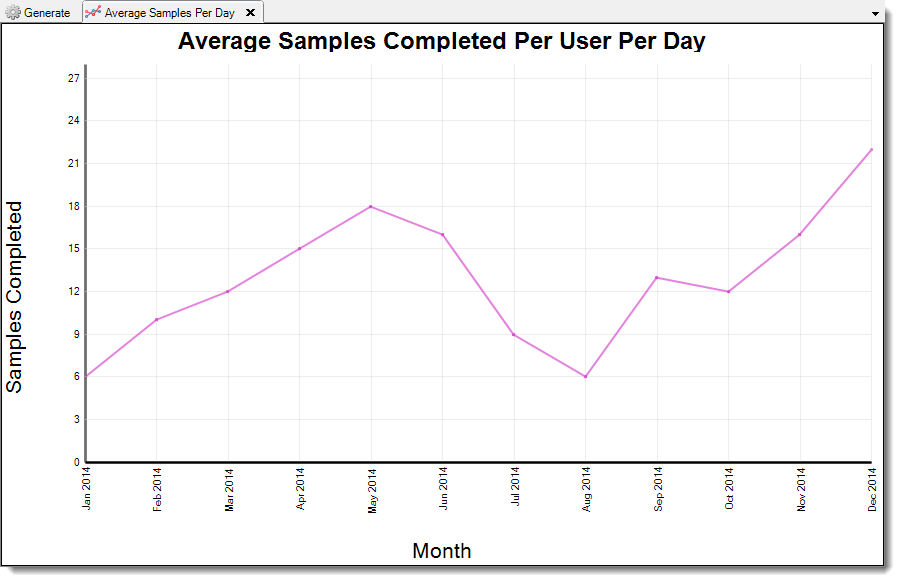 Generate
Average Samples Per Day
Average Samples Completed Per User Per Day
Samples Completed
27
24
21
18
15
12
9
6
3
0
Jan 2014
Feb 2014
Mar 2014
Apr 2014
May 2014
Jun 2014
Jul 2014
Aug 2014
Sep 2014
Oct 2014
Nov 2014
Dec 2014
Month